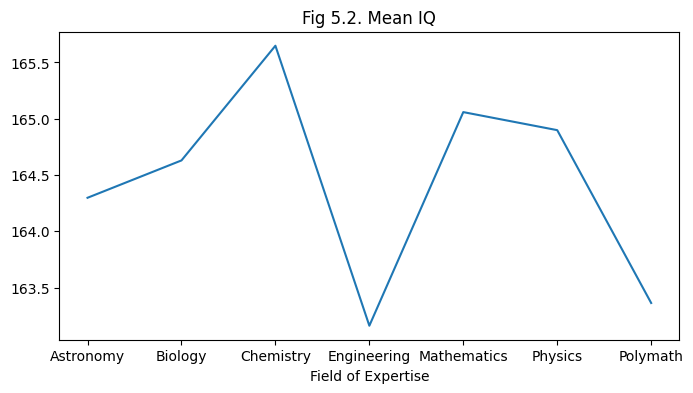 Fig 5.2. Mean IQ
165.5
165.0
164.5
164.0
163.5
Astronomy Biology Chemistry Engineering Mathematics Physics Polymath
Field of Expertise